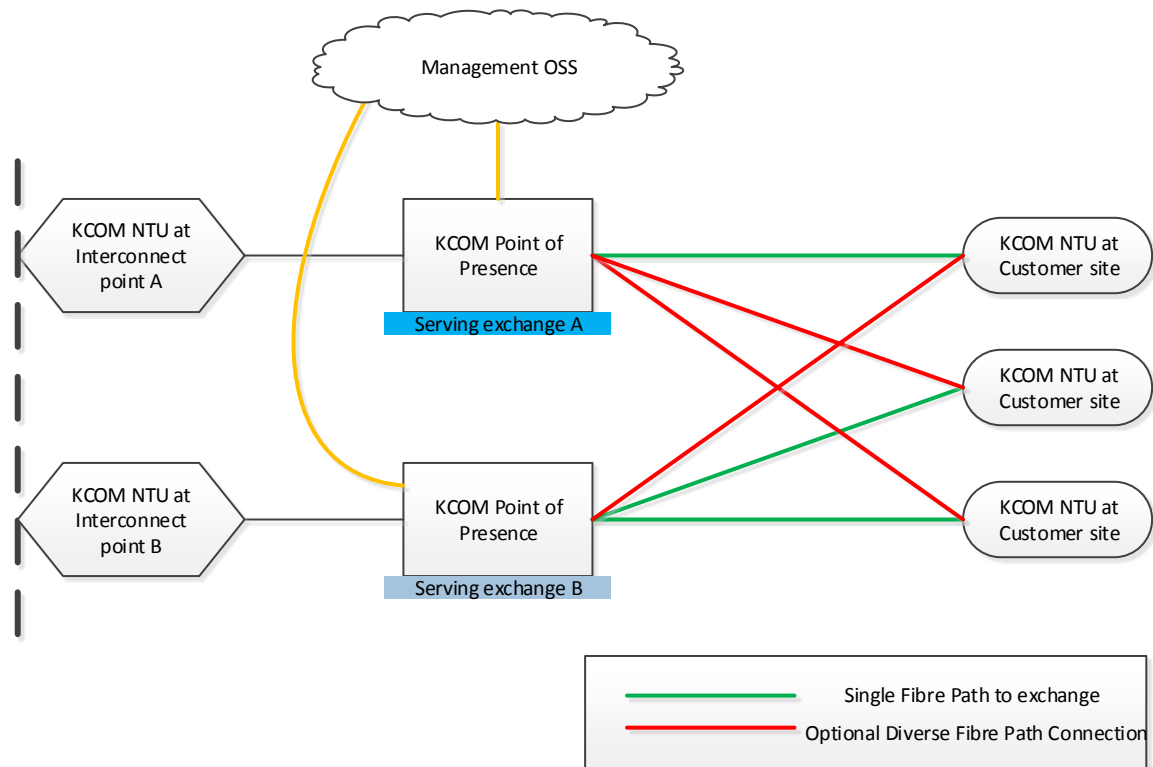 Management OSS
KCOM NTU at
Interconnect
point A
KCOM Point of
Presence
Serving exchange A
KCOM NTU at
Customer site
KCOM NTU at
Customer site
KCOM NTU at
Interconnect
point B
KCOM Point of
Presence
Serving exchange B
KCOM NTU at
Customer site
Single Fibre Path to exchange
Optional Diverse Fibre Path Connection